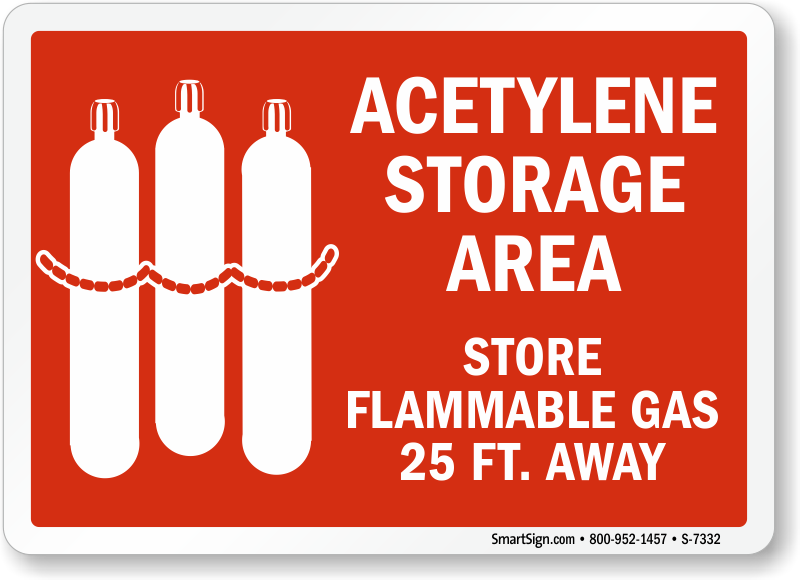 ACETYLENE
STORAGE
AREA
STORE
FLAMMABLE GAS
25 FT. AWAY
SmartSign.com • 800-952-1457 • S-7332